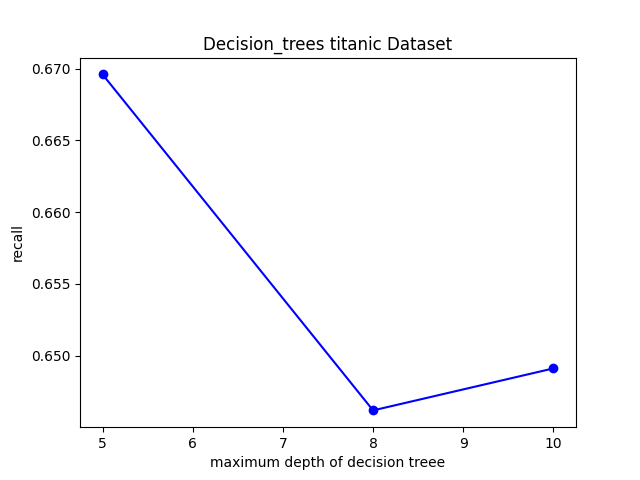 Decision_trees titanic Dataset
0.670
0.665
0.660
0.655
0.650
recall
5 6 7 8 9 10
maximum depth of decision treee